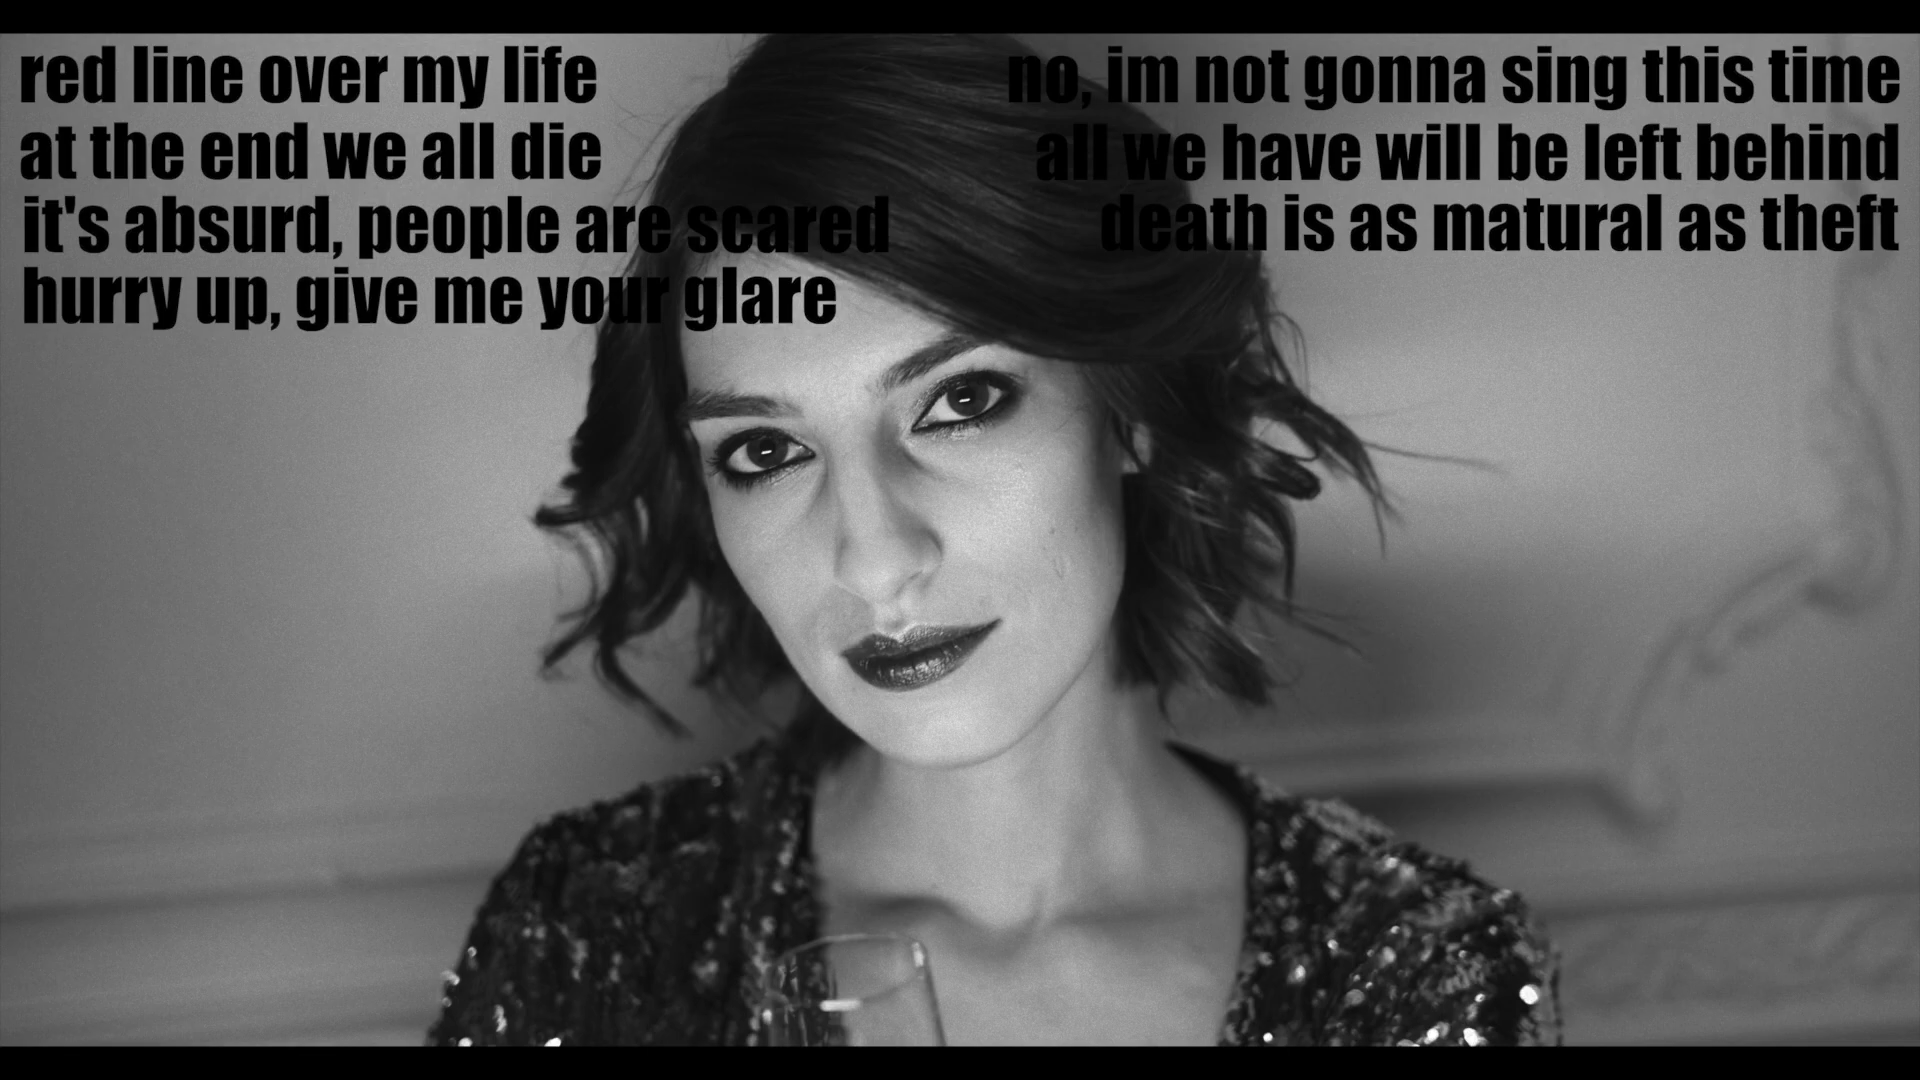 red line over my life
at the end we all die
it's absurd, people are scared
hurry up, give me your glare
no, im not gonna sing this time
all we have will be left behind
death is as matural as theft